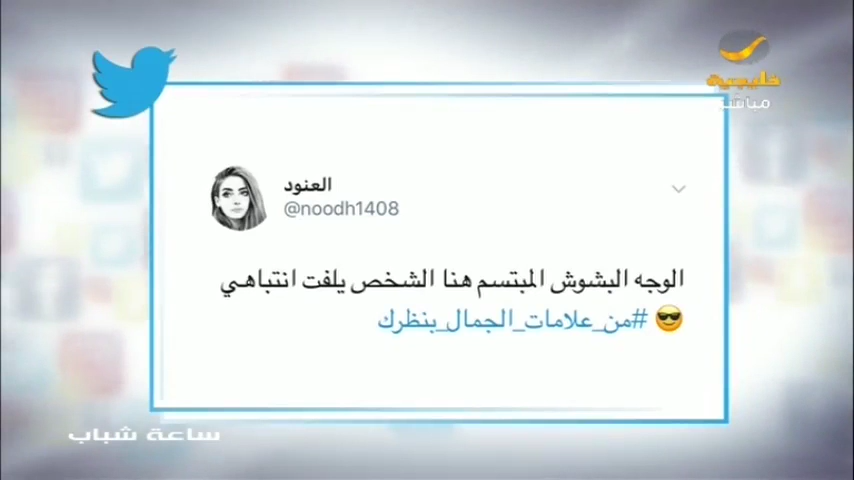 خليجية
مباشر
العنود
@noodh1408
الوجه البشوش المبتسم هنا الشخص يلفت انتباهي
😎 #من_علامات_الجمال_بنظرك
ساعة شباب